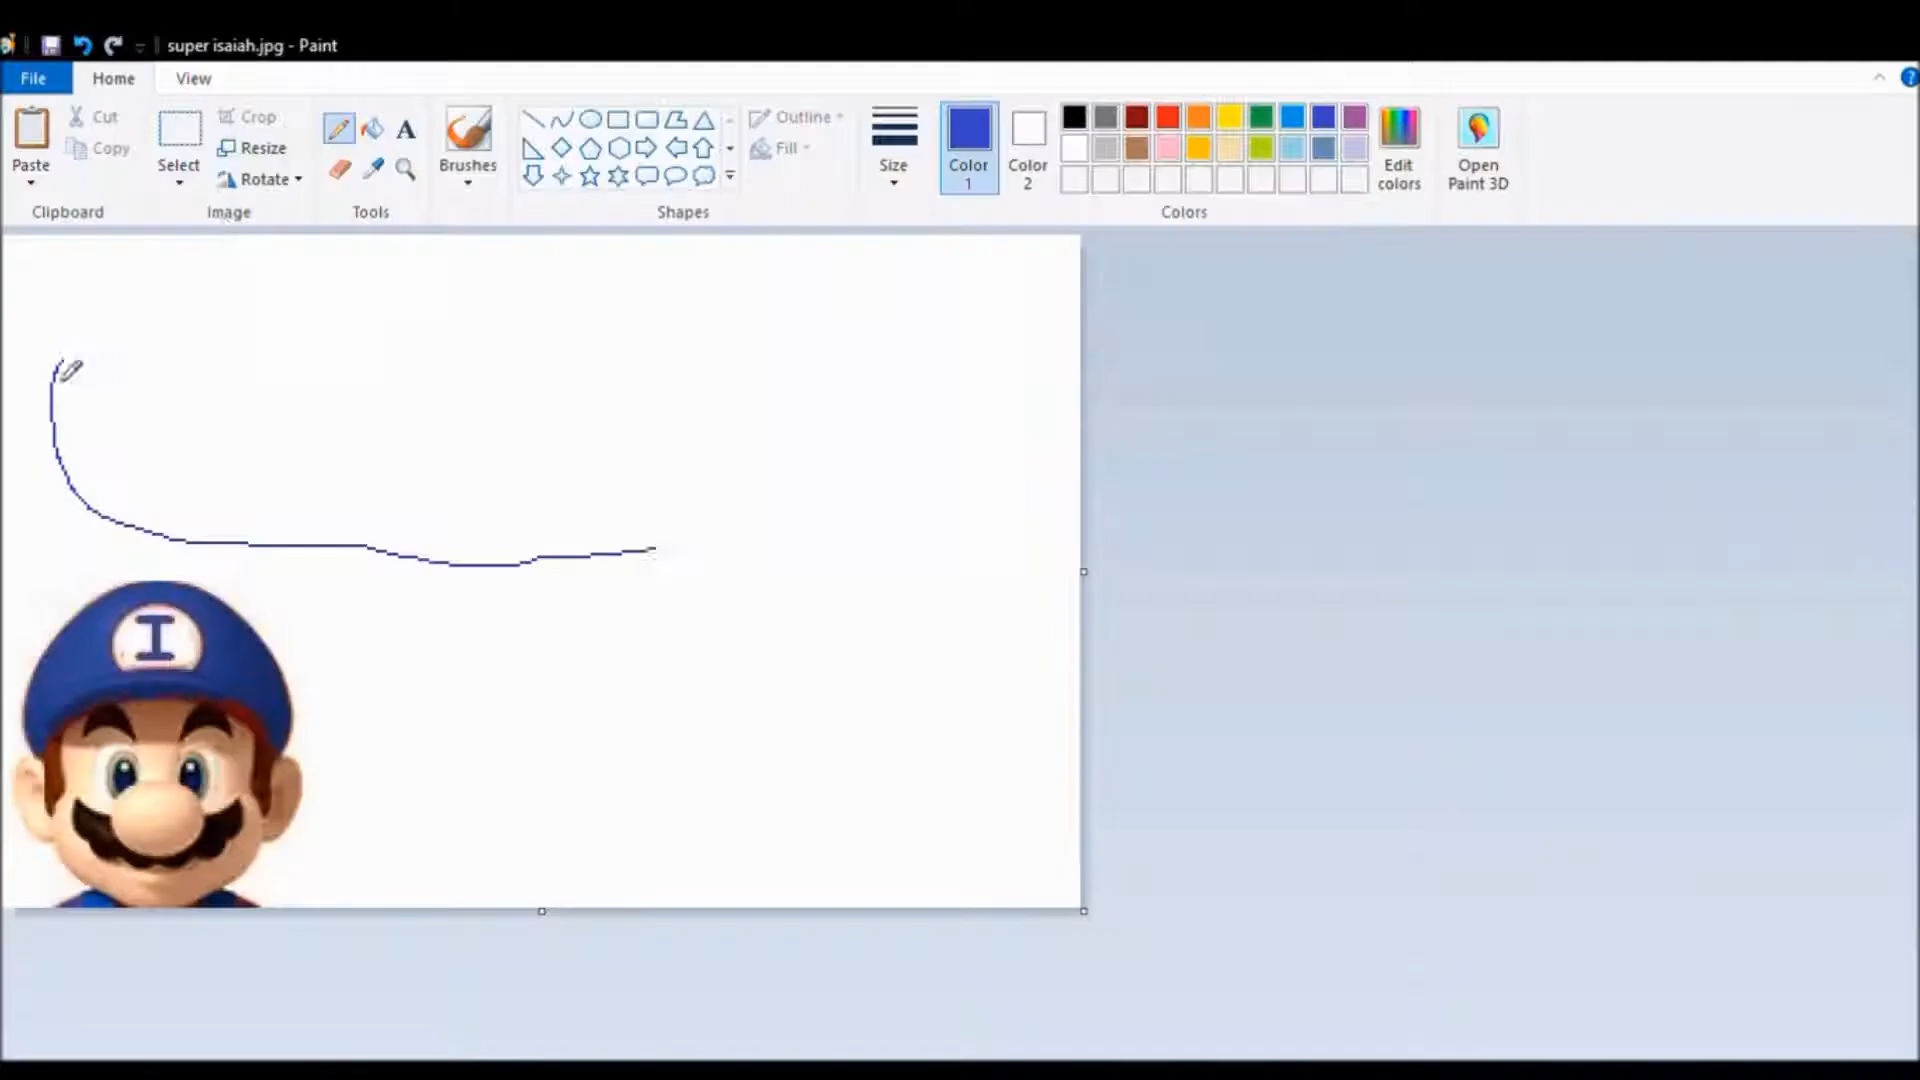 super isaiah.jpg - Paint
File Home View
Paste
Cut
Copy
Clipboard
Select
Crop
Resize
Rotate
Image
A
Tools
Brushes
Shapes
Outline
Fill
Size
Color 1
Color 2
Colors
Edit colors
Open Paint 3D
?
I